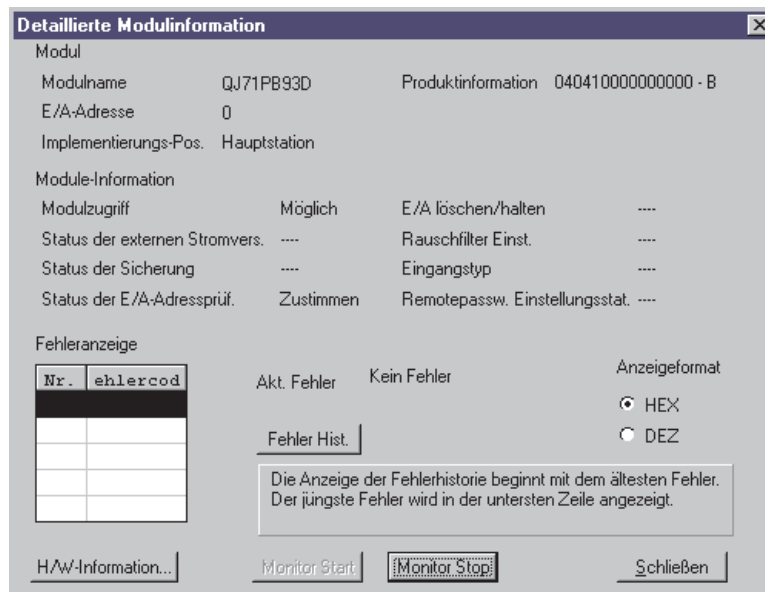 Detaillierte Modulinformation
Modul
Modulname QJ71PB93D Produktinformation 040410000000000 - B
E/A-Adresse 0
Implementierungs-Pos. Hauptstation
Module-Information
Modulzugriff Möglich E/A löschen/halten ----
Status der externen Stromvers. ---- Rauschfilter Einst. ----
Status der Sicherung ---- Eingangstyp ----
Status der E/A-Adressprüf. Zustimmen Remotepassw. Einstellungsstat. ----
Fehleranzeige
Nr. ehlercod
Akt. Fehler Kein Fehler
Anzeigeformat
HEX
DEZ
Fehler Hist.
Die Anzeige der Fehlerhistorie beginnt mit dem ältesten Fehler.
Der jüngste Fehler wird in der untersten Zeile angezeigt.
H/W-Information... Monitor Start Monitor Stop Schließen